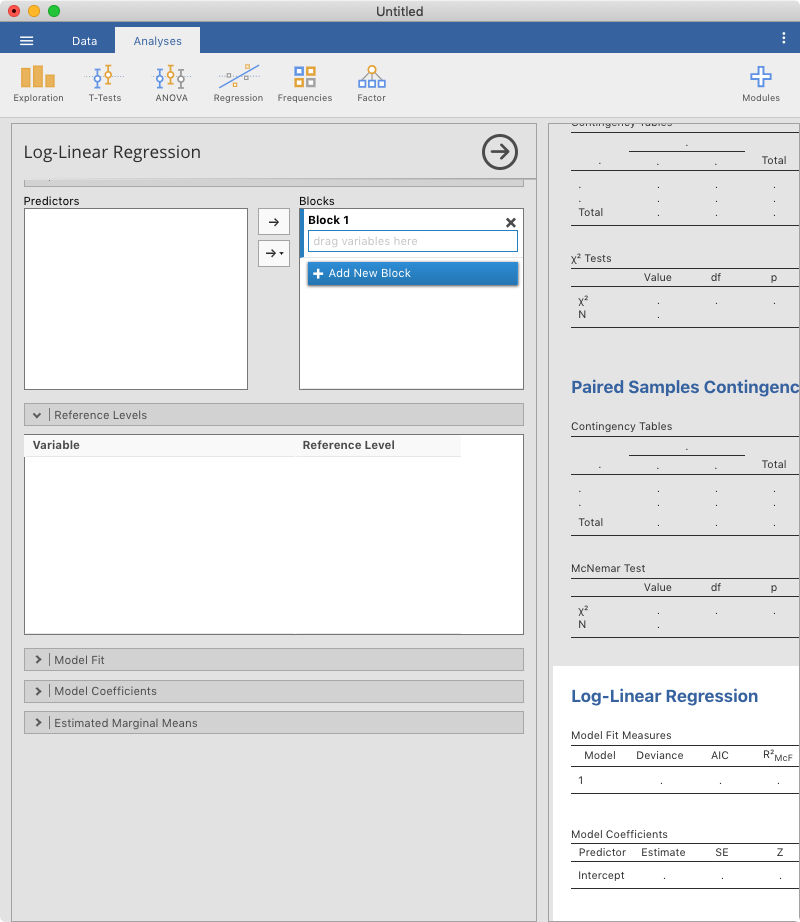 Untitled
Data
Analyses
Exploration
T-Tests
ANOVA
Regression
Frequencies
Factor
Modules
Log-Linear Regression
Predictors
Blocks
Block 1
drag variables here
Add New Block
Reference Levels
Variable Reference Level
Model Fit
Model Coefficients
Estimated Marginal Means
Contingency Tables
.
. . . Total
. . . .
. . . .
Total . . .
χ² Tests
Value df p
χ² . . .
N .
Paired Samples Contingenc
Contingency Tables
.
. . . Total
. . . .
. . . .
Total . . .
McNemar Test
Value df p
χ² . . .
N .
Log-Linear Regression
Model Fit Measures
Model Deviance AIC R²McF
1 . . .
Model Coefficients
Predictor Estimate SE Z
Intercept . . .